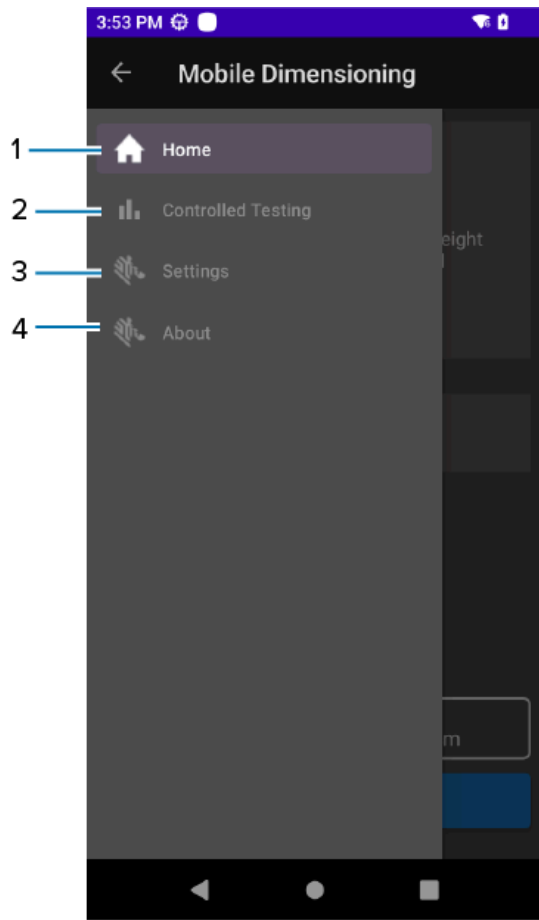 3:53 PM
Mobile Dimensioning
1
Home
2
Controlled Testing
eight
3
Settings
4
About
m